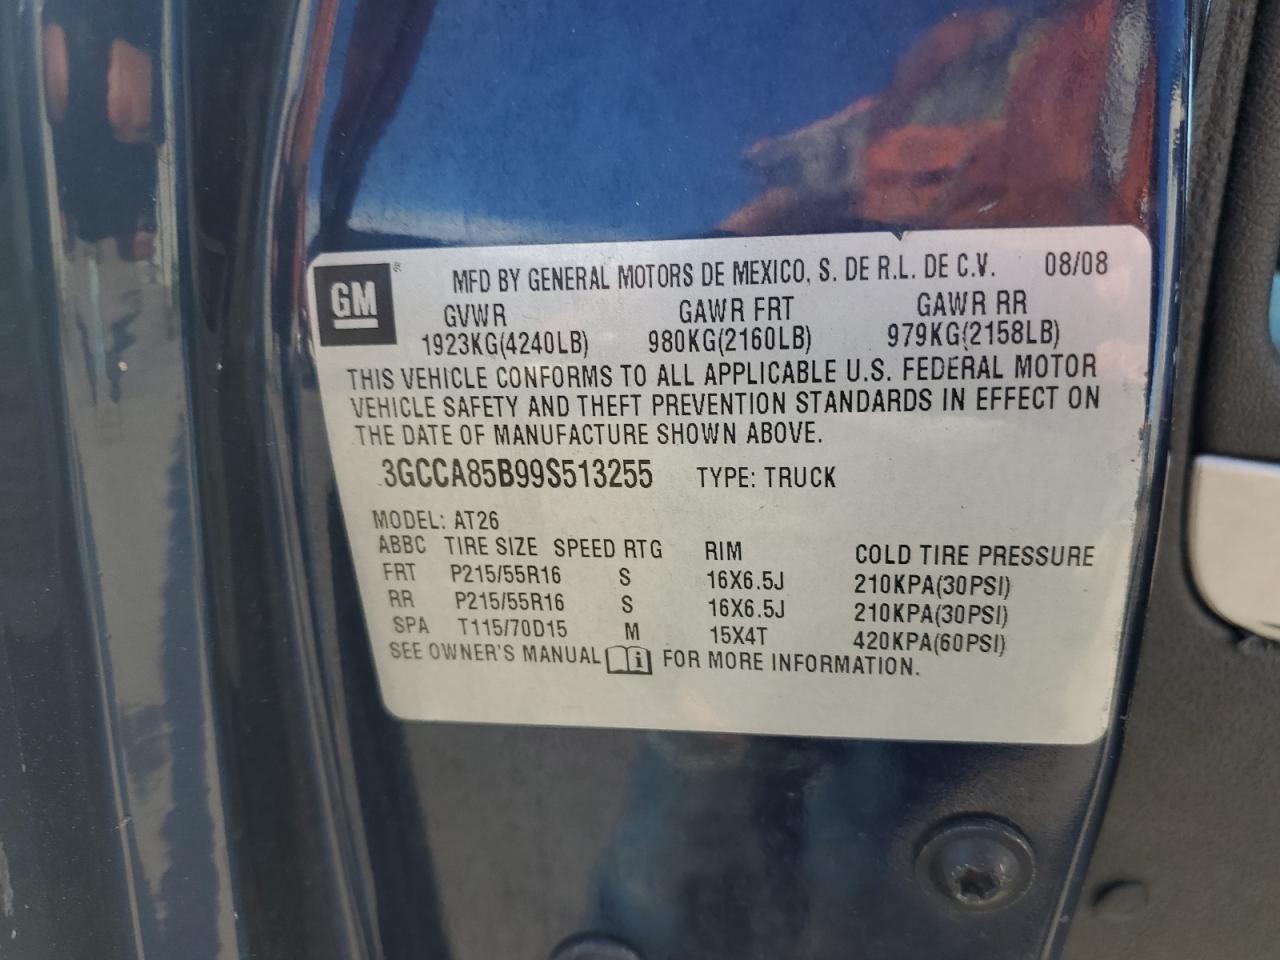 GM ® MFD BY GENERAL MOTORS DE MEXICO, S. DE R.L. DE C.V. 08/08
GVWR GAWR FRT GAWR RR
1923KG(4240LB) 980KG(2160LB) 979KG(2158LB)
THIS VEHICLE CONFORMS TO ALL APPLICABLE U.S. FEDERAL MOTOR
VEHICLE SAFETY AND THEFT PREVENTION STANDARDS IN EFFECT ON
THE DATE OF MANUFACTURE SHOWN ABOVE.
3GCCA85B99S513255 TYPE: TRUCK
MODEL: AT26
ABBC TIRE SIZE SPEED RTG RIM COLD TIRE PRESSURE
FRT P215/55R16 S 16X6.5J 210KPA(30PSI)
RR P215/55R16 S 16X6.5J 210KPA(30PSI)
SPA T115/70D15 M 15X4T 420KPA(60PSI)
SEE OWNER'S MANUAL i FOR MORE INFORMATION.